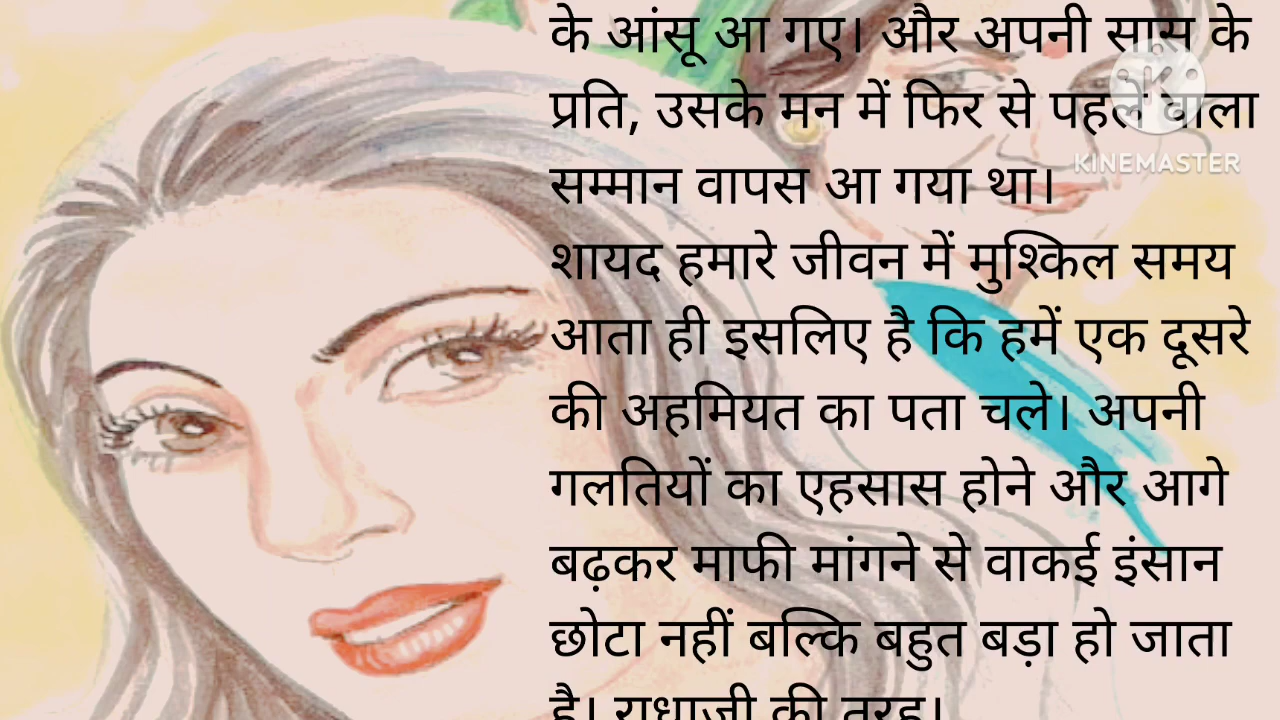 के आंसू आ गए। और अपनी सास के
प्रति, उसके मन में फिर से पहले वाला
सम्मान वापस आ गया था।
शायद हमारे जीवन में मुश्किल समय
आता ही इसलिए है कि हमें एक दूसरे
की अहमियत का पता चले। अपनी
गलतियों का एहसास होने और आगे
बढ़कर माफी मांगने से वाकई इंसान
छोटा नहीं बल्कि बहुत बड़ा हो जाता
है। राधाजी की तरह।
KINEMASTER